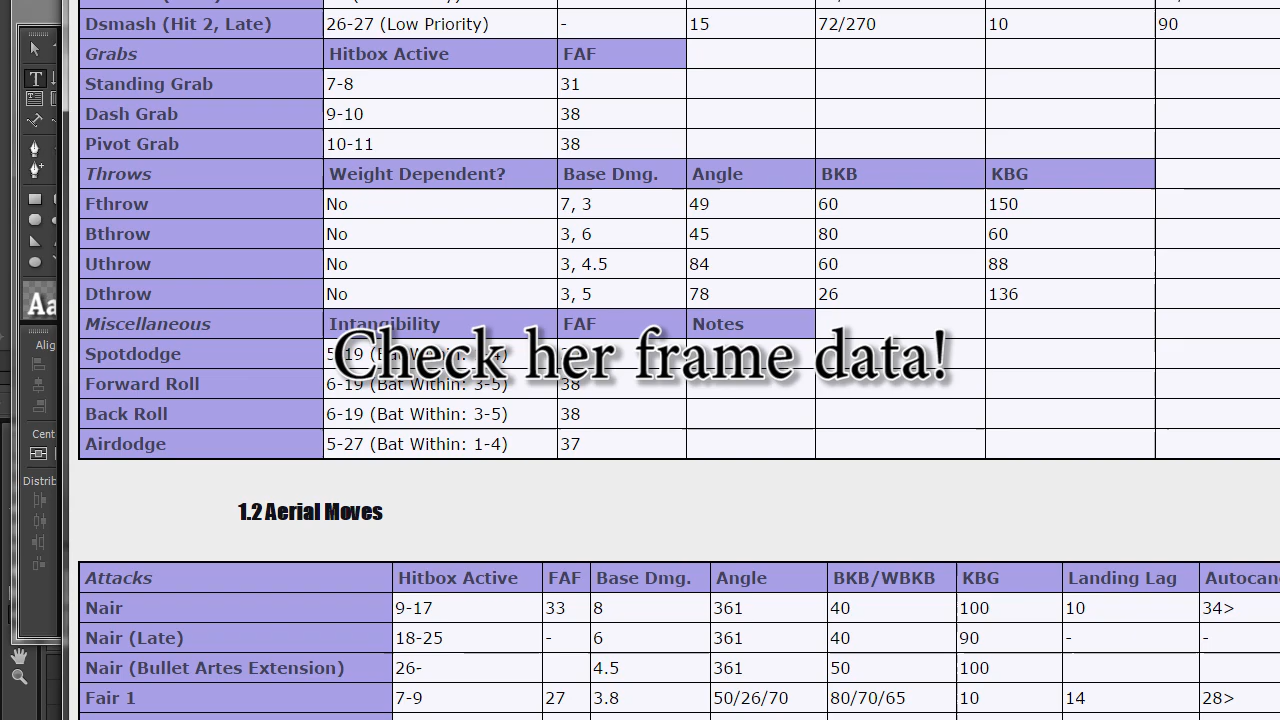 Dsmash (Hit 2, Late) 26-27 (Low Priority) - 15 72/270 10 90
Grabs Hitbox Active FAF
Standing Grab 7-8 31
Dash Grab 9-10 38
Pivot Grab 10-11 38
Throws Weight Dependent? Base Dmg. Angle BKB KBG
Fthrow No 7, 3 49 60 150
Bthrow No 3, 6 45 80 60
Uthrow No 3, 4.5 84 60 88
Dthrow No 3, 5 78 26 136
Miscellaneous Intangibility FAF Notes
Spotdodge
Check her frame data!
Forward Roll 6-19 (Bat Within: 3-5) 38
Back Roll 6-19 (Bat Within: 3-5) 38
Airdodge 5-27 (Bat Within: 1-4) 37
1.2 Aerial Moves
Attacks Hitbox Active FAF Base Dmg. Angle BKB/WBKB KBG Landing Lag
Nair 9-17 33 8 361 40 100 10 34>
Nair (Late) 18-25 - 6 361 40 90 - -
Nair (Bullet Artes Extension) 26- 4.5 361 50 100
Fair 1 7-9 27 3.8 50/26/70 80/70/65 10 14 28>
T
Aa
Alig
Cent
Distrib